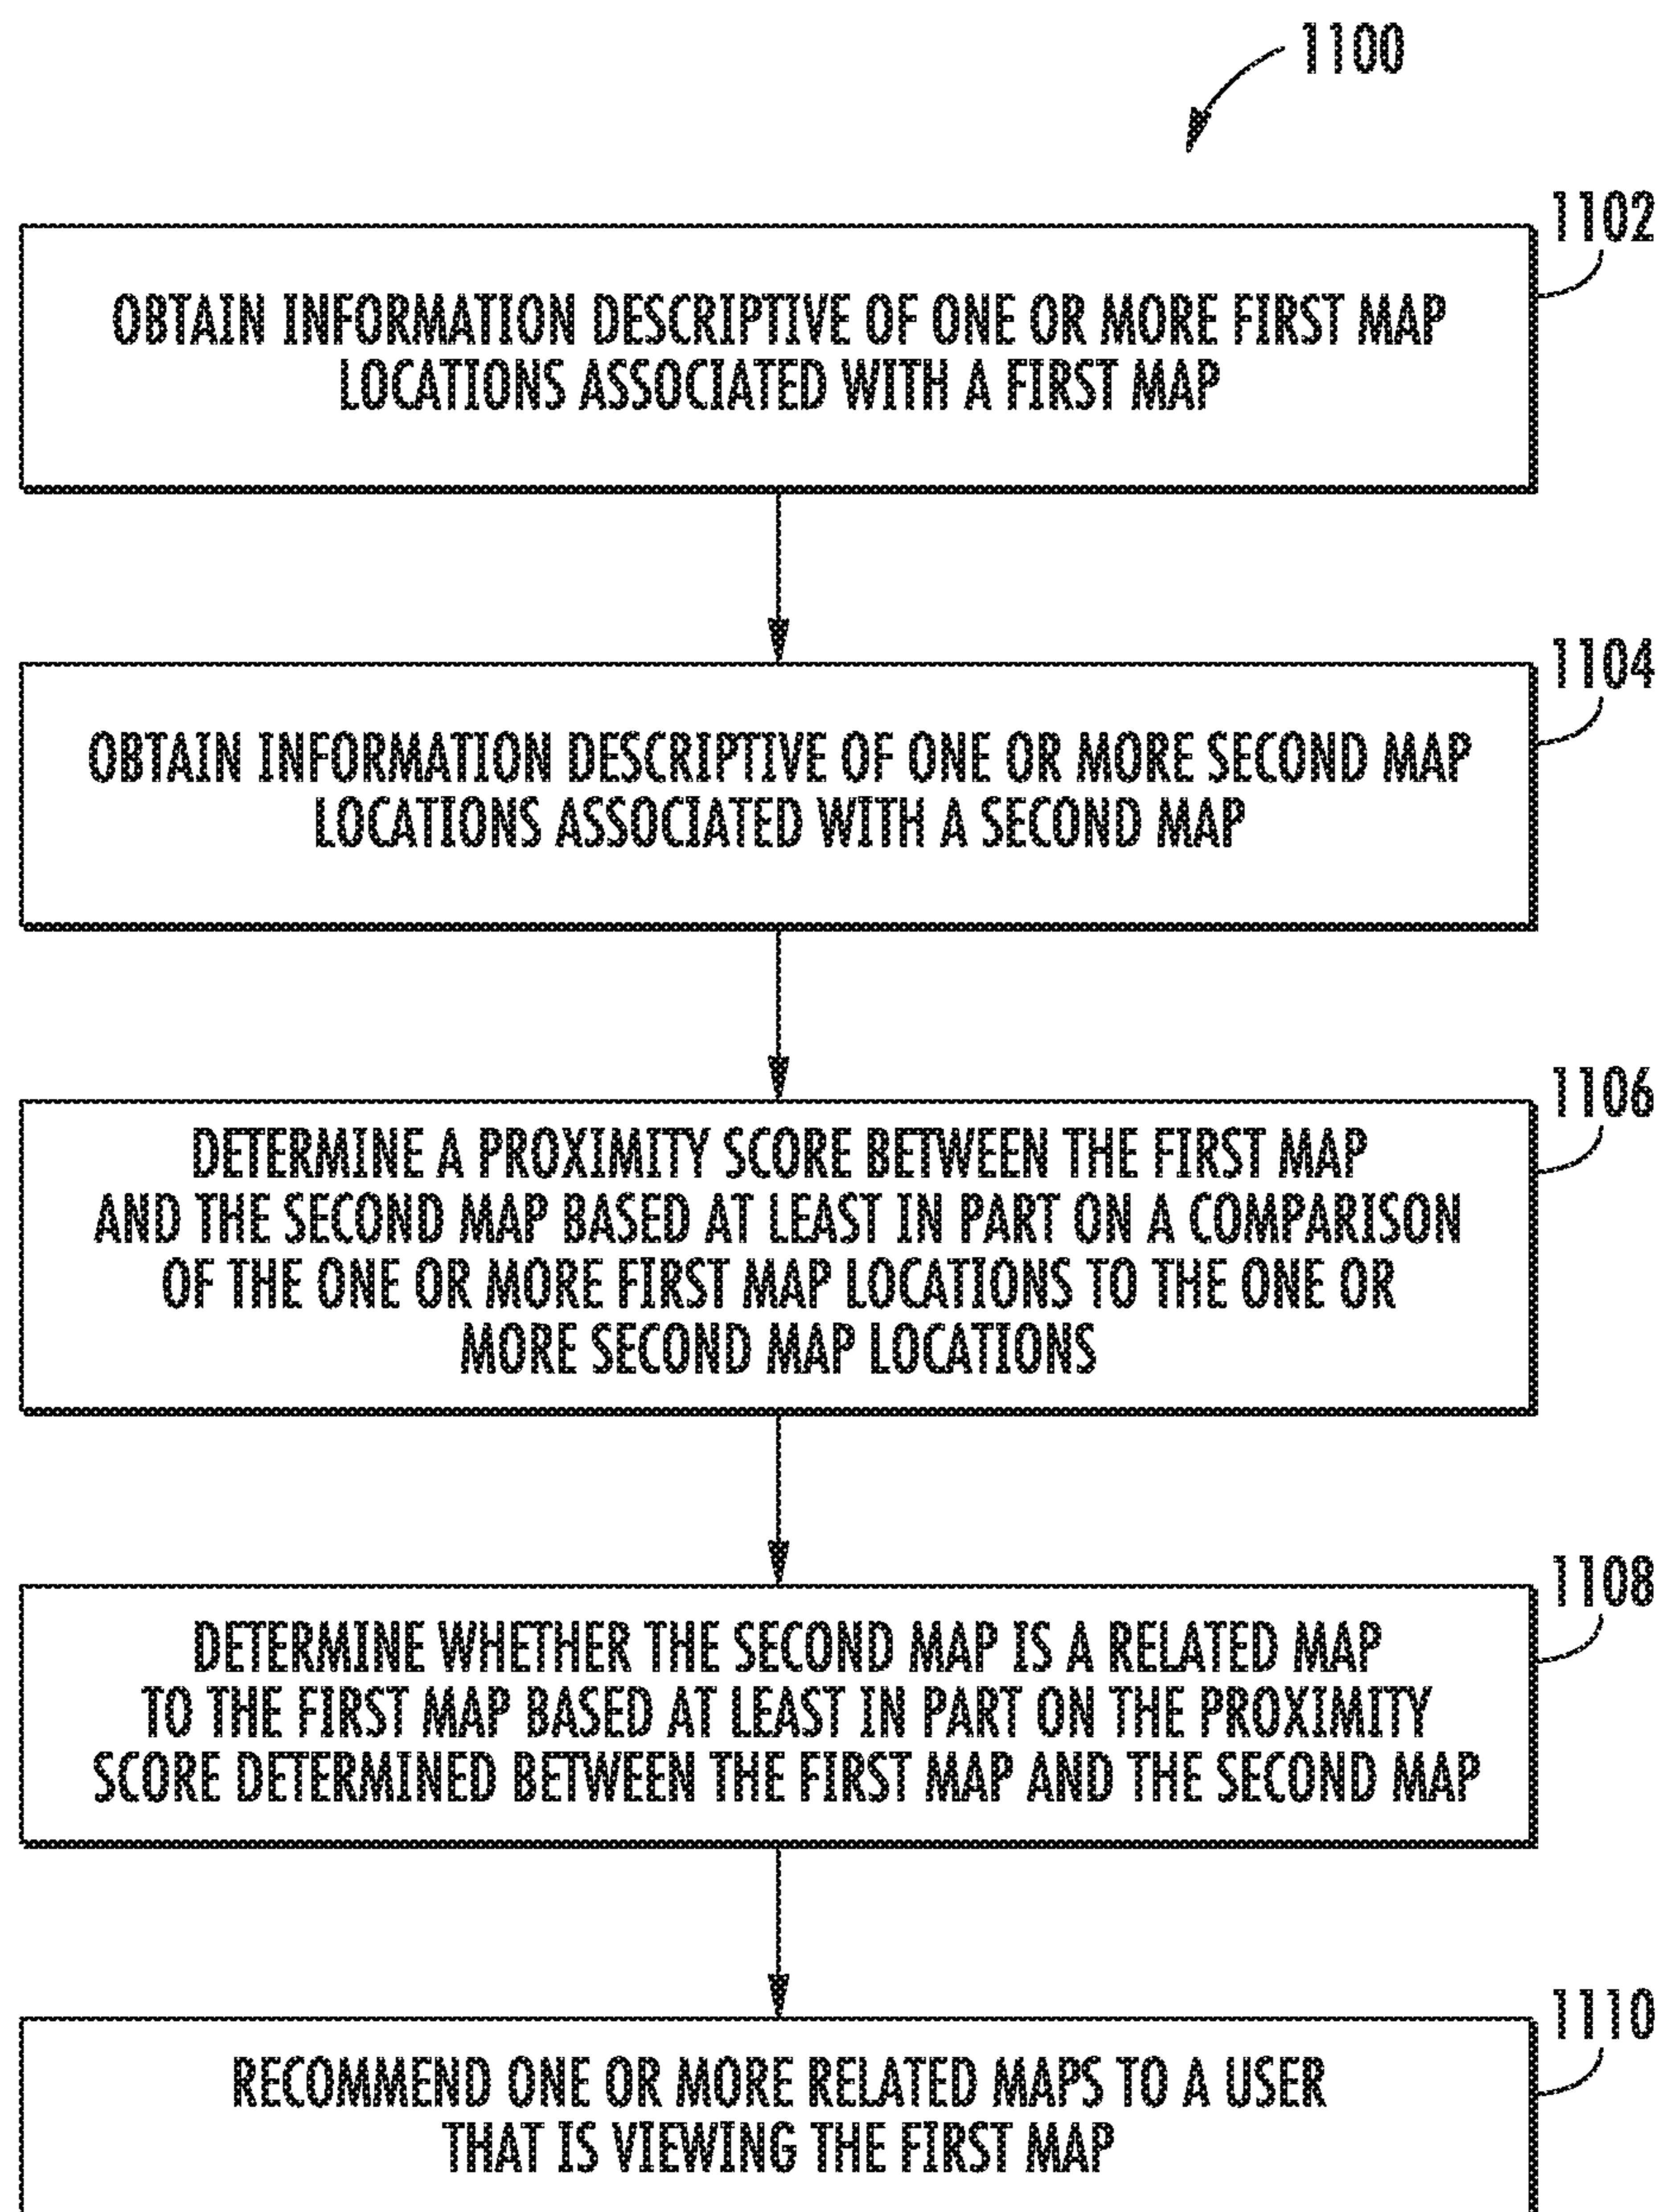 1100
1102
OBTAIN INFORMATION DESCRIPTIVE OF ONE OR MORE FIRST MAP
LOCATIONS ASSOCIATED WITH A FIRST MAP
1104
OBTAIN INFORMATION DESCRIPTIVE OF ONE OR MORE SECOND MAP
LOCATIONS ASSOCIATED WITH A SECOND MAP
1106
DETERMINE A PROXIMITY SCORE BETWEEN THE FIRST MAP
AND THE SECOND MAP BASED AT LEAST IN PART ON A COMPARISON
OF THE ONE OR MORE FIRST MAP LOCATIONS TO THE ONE OR
MORE SECOND MAP LOCATIONS
1108
DETERMINE WHETHER THE SECOND MAP IS A RELATED MAP
TO THE FIRST MAP BASED AT LEAST IN PART ON THE PROXIMITY
SCORE DETERMINED BETWEEN THE FIRST MAP AND THE SECOND MAP
1110
RECOMMEND ONE OR MORE RELATED MAPS TO A USER
THAT IS VIEWING THE FIRST MAP